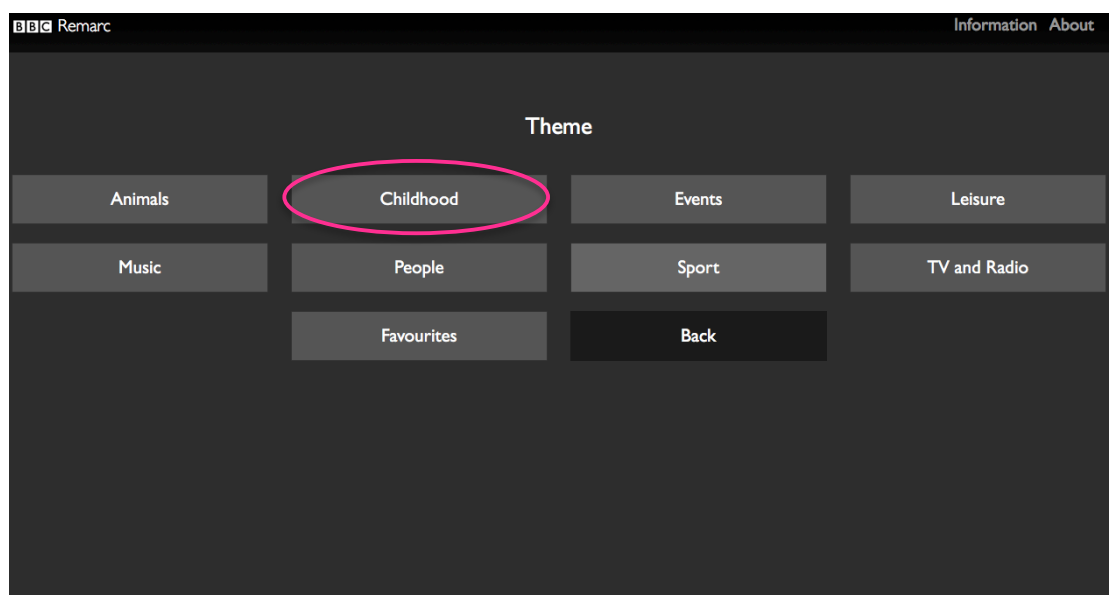 BBC Remarc Information About
Theme
Animals Childhood Events Leisure
Music People Sport TV and Radio
Favourites Back